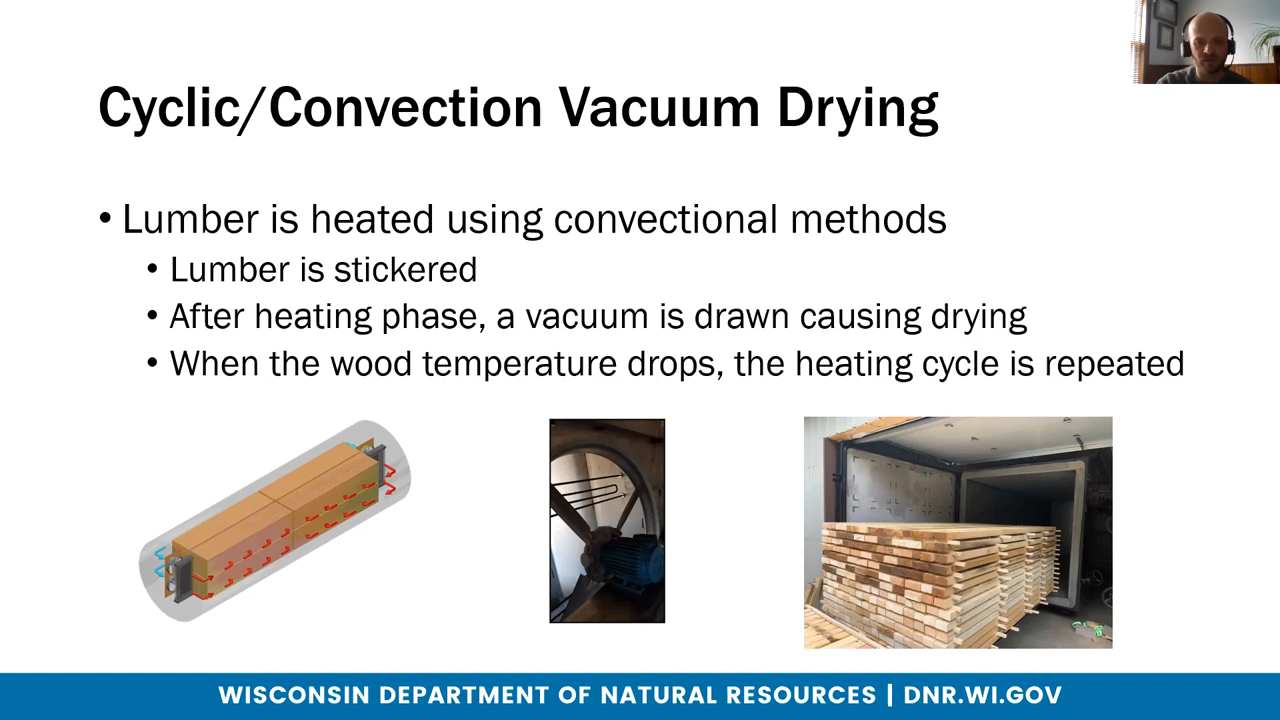 Cyclic/Convection Vacuum Drying
• Lumber is heated using convectional methods
• Lumber is stickered
• After heating phase, a vacuum is drawn causing drying
• When the wood temperature drops, the heating cycle is repeated
WISCONSIN DEPARTMENT OF NATURAL RESOURCES | DNR.WI.GOV